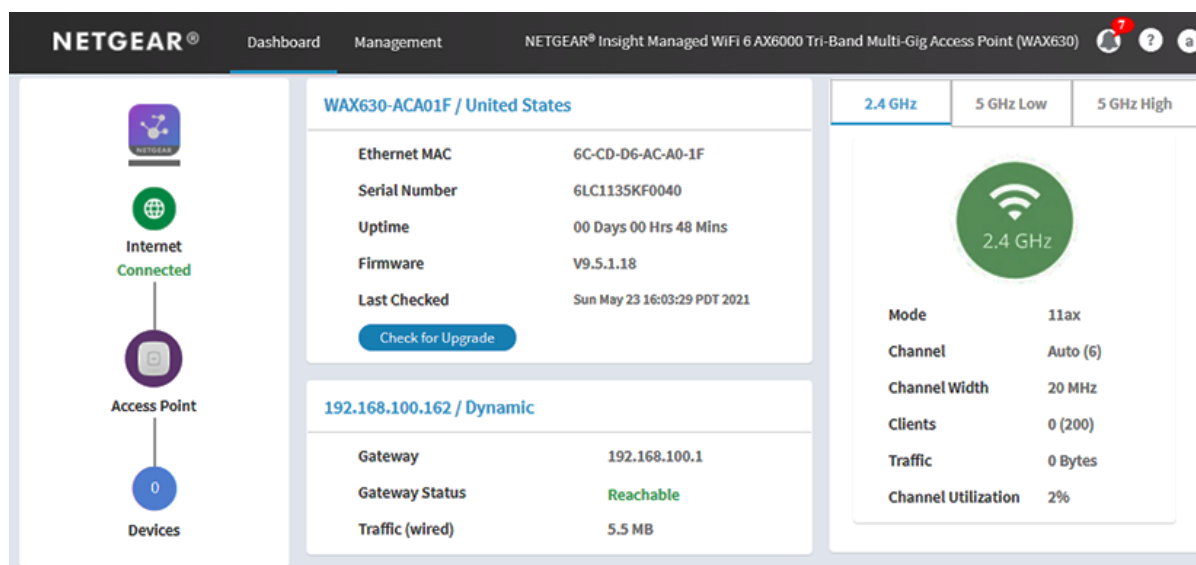 NETGEAR® Dashboard Management NETGEAR® Insight Managed WiFi 6 AX6000 Tri-Band Multi-Gig Access Point (WAX630) 7 ? a
NETGEAR
Internet
Connected
Access Point
0
Devices
WAX630-ACA01F / United States
Ethernet MAC 6C-CD-D6-AC-A0-1F
Serial Number 6LC1135KF0040
Uptime 00 Days 00 Hrs 48 Mins
Firmware V9.5.1.18
Last Checked Sun May 23 16:03:29 PDT 2021
Check for Upgrade
192.168.100.162 / Dynamic
Gateway 192.168.100.1
Gateway Status Reachable
Traffic (wired) 5.5 MB
2.4 GHz 5 GHz Low 5 GHz High
2.4 GHz
Mode 11ax
Channel Auto (6)
Channel Width 20 MHz
Clients 0 (200)
Traffic 0 Bytes
Channel Utilization 2%